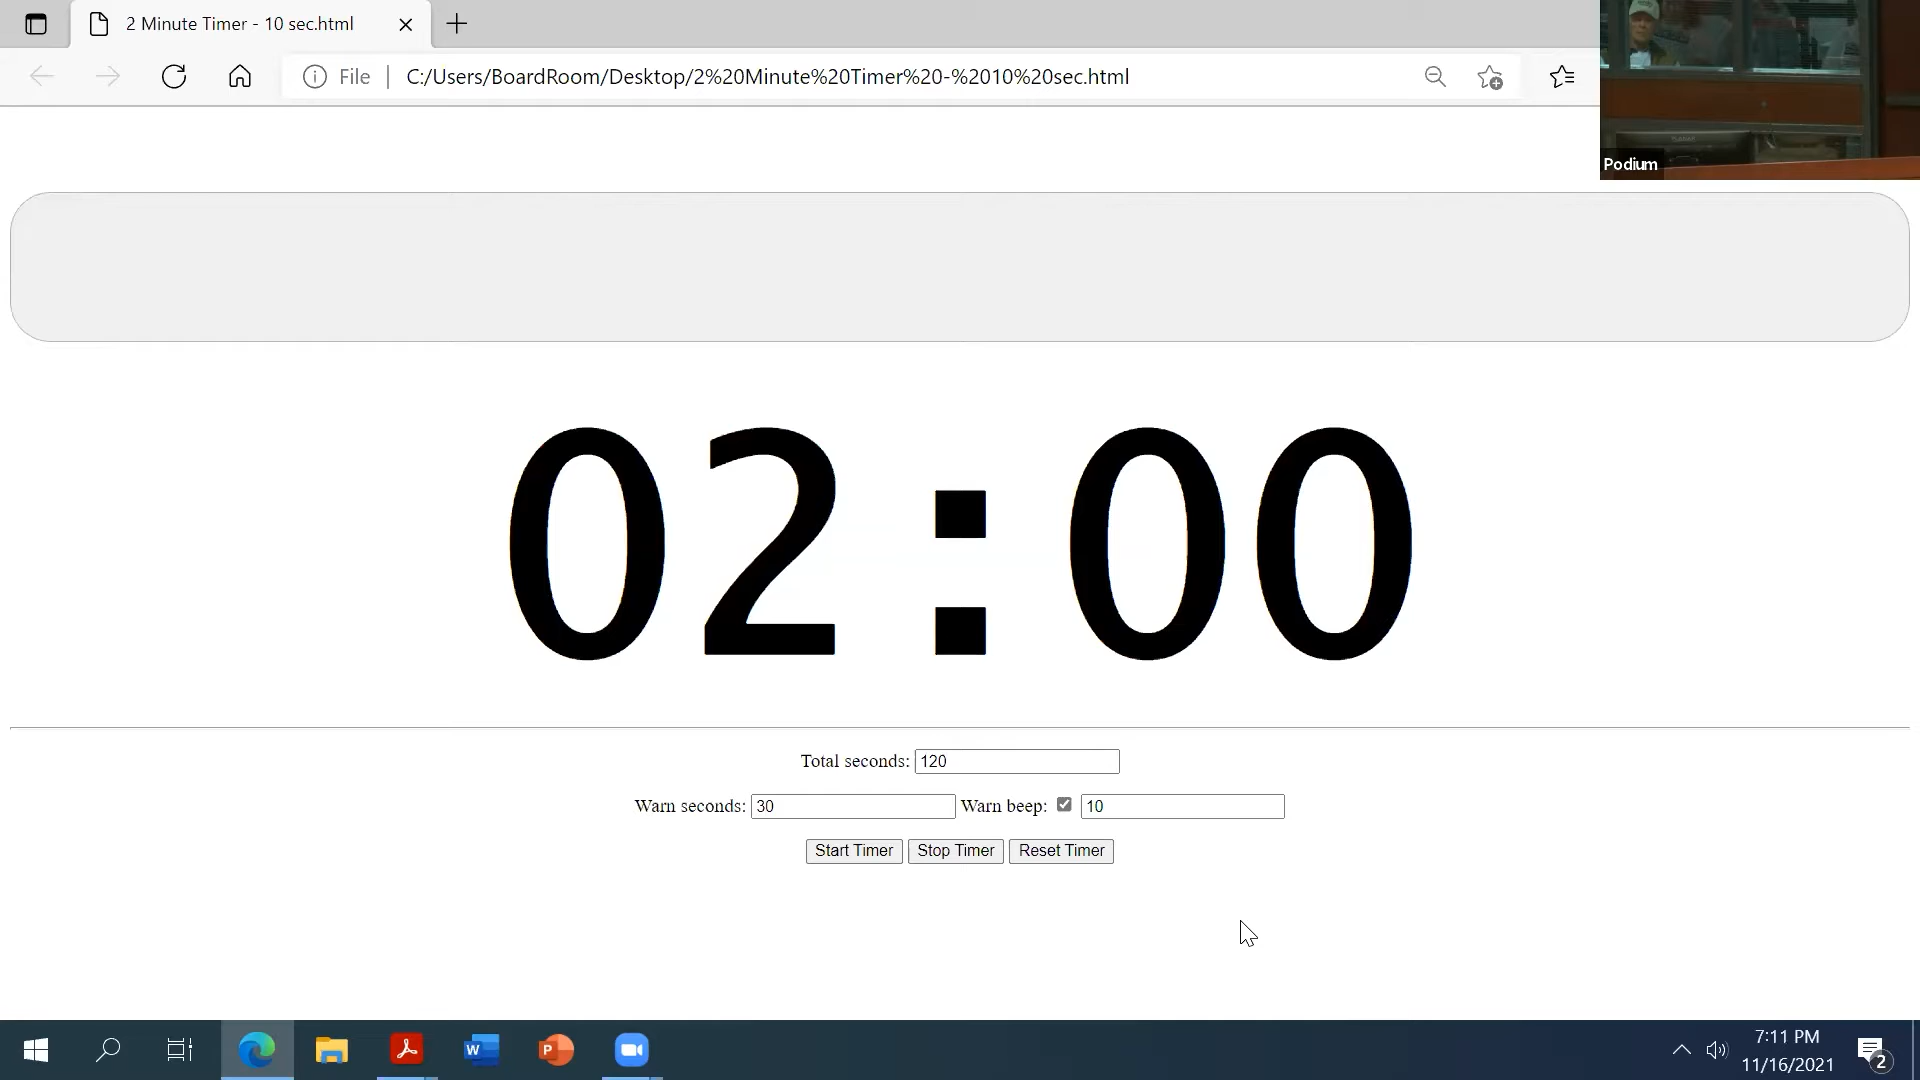 2 Minute Timer - 10 sec.html
File
C:/Users/BoardRoom/Desktop/2%20Minute%20Timer%20-%2010%20sec.html
Podium
02:00
Total seconds: 120
Warn seconds: 30 Warn beep: 10
Start Timer Stop Timer Reset Timer
W P
7:11 PM
11/16/2021
2